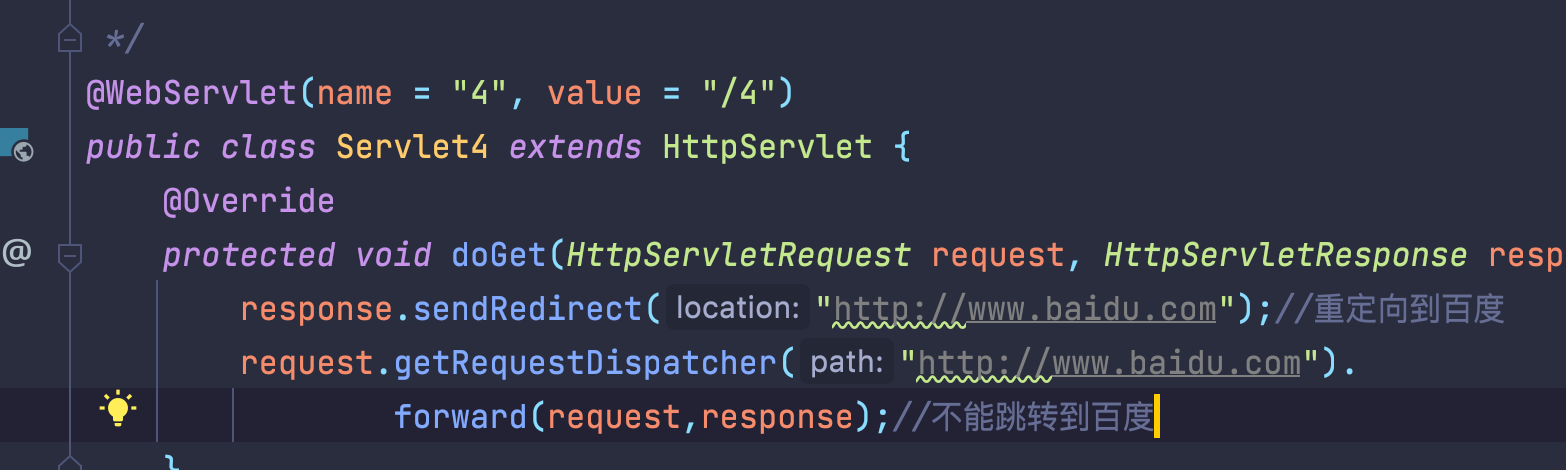 */
@WebServlet(name = "4", value = "/4")
public class Servlet4 extends HttpServlet {
@Override
@ protected void doGet(HttpServletRequest request, HttpServletResponse resp
response.sendRedirect( location: "http://www.baidu.com");//重定向到百度
request.getRequestDispatcher( path: "http://www.baidu.com").
forward(request,response);//不能跳转到百度
}